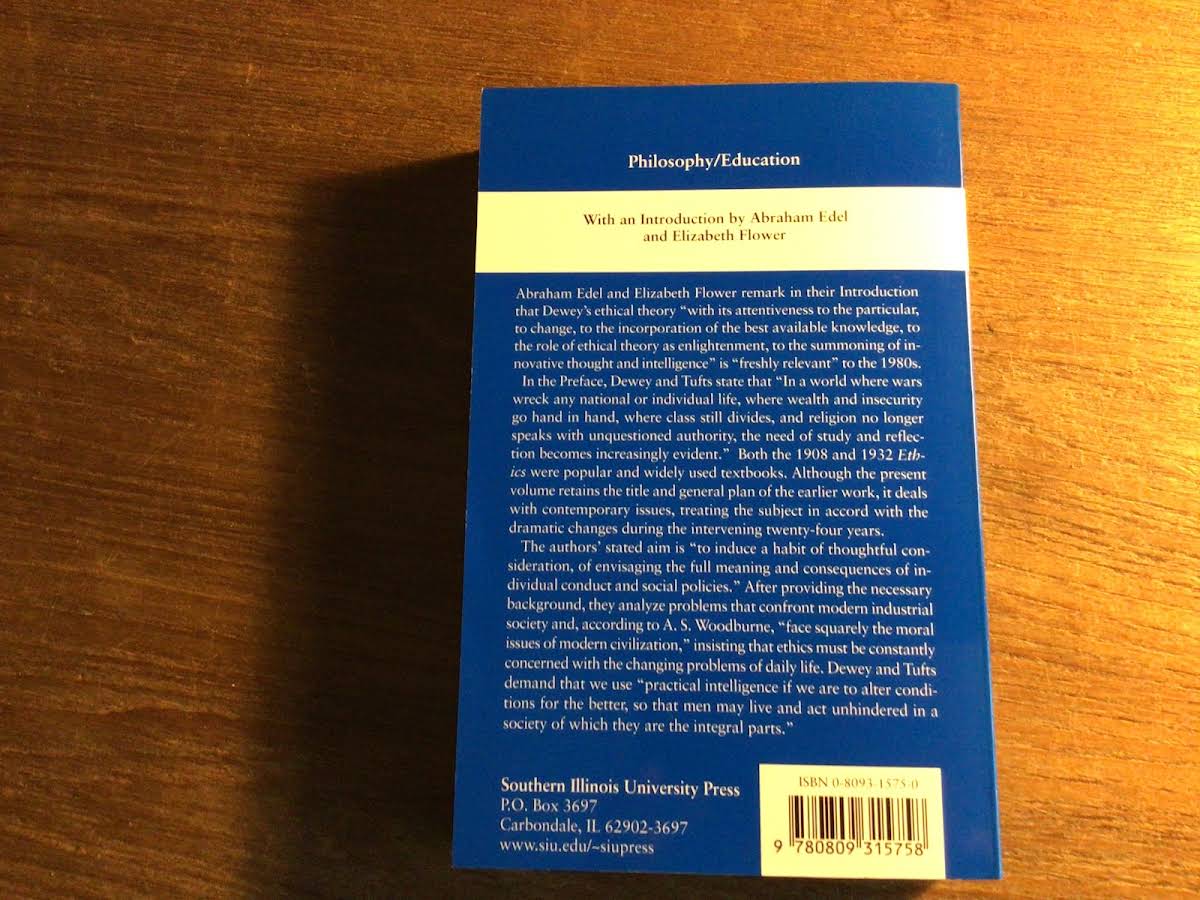 Philosophy/Education
With an Introduction by Abraham Edel
and Elizabeth Flower
Abraham Edel and Elizabeth Flower remark in their Introduction
that Dewey's ethical theory “with its attentiveness to the particular,
to change, to the incorporation of the best available knowledge, to
the role of ethical theory as enlightenment, to the summoning of in-
novative thought and intelligence” is “freshly relevant” to the 1980s.
In the Preface, Dewey and Tufts state that “In a world where wars
wreck any national or individual life, where wealth and insecurity
go hand in hand, where class still divides, and religion no longer
speaks with unquestioned authority, the need of study and reflec-
tion becomes increasingly evident.” Both the 1908 and 1932 Eth-
ics were popular and widely used textbooks. Although the present
volume retains the title and general plan of the earlier work, it deals
with contemporary issues, treating the subject in accord with the
dramatic changes during the intervening twenty-four years.
The authors' stated aim is “to induce a habit of thoughtful con-
sideration, of envisaging the full meaning and consequences of in-
dividual conduct and social policies.” After providing the necessary
background, they analyze problems that confront modern industrial
society and, according to A. S. Woodburne, “face squarely the moral
issues of modern civilization,” insisting that ethics must be constantly
concerned with the changing problems of daily life. Dewey and Tufts
demand that we use “practical intelligence if we are to alter condi-
tions for the better, so that men may live and act unhindered in a
society of which they are the integral parts.”
Southern Illinois University Press
P.O. Box 3697
Carbondale, IL 62902-3697
www.siu.edu/~siupress
ISBN 0-8093-1575-0
9 780809 315758